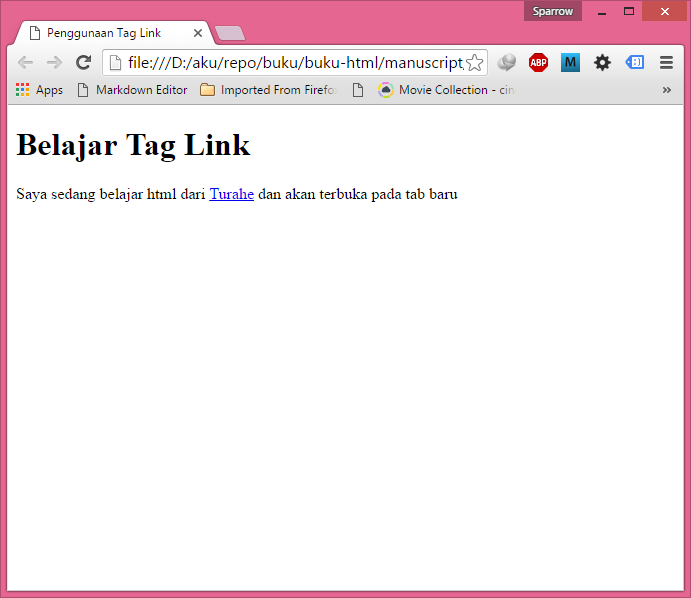 Sparrow
Penggunaan Tag Link
file:///D:/aku/repo/buku/buku-html/manuscript
ABP
M
Apps Markdown Editor Imported From Firefo Movie Collection - cin
Belajar Tag Link
Saya sedang belajar html dari Turahe dan akan terbuka pada tab baru